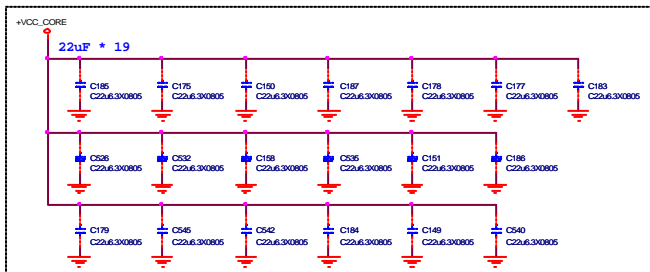 +VCC_CORE
22uF * 19
C185 C175 C150 C187 C178 C177 C183
C22u6.3X0805 C22u6.3X0805 C22u6.3X0805 C22u6.3X0805 C22u6.3X0805 C22u6.3X0805 C22u6.3X0805
C526 C532 C158 C535 C151 C186
C22u6.3X0805 C22u6.3X0805 C22u6.3X0805 C22u6.3X0805 C22u6.3X0805 C22u6.3X0805
C179 C545 C542 C184 C149 C540
C22u6.3X0805 C22u6.3X0805 C22u6.3X0805 C22u6.3X0805 C22u6.3X0805 C22u6.3X0805